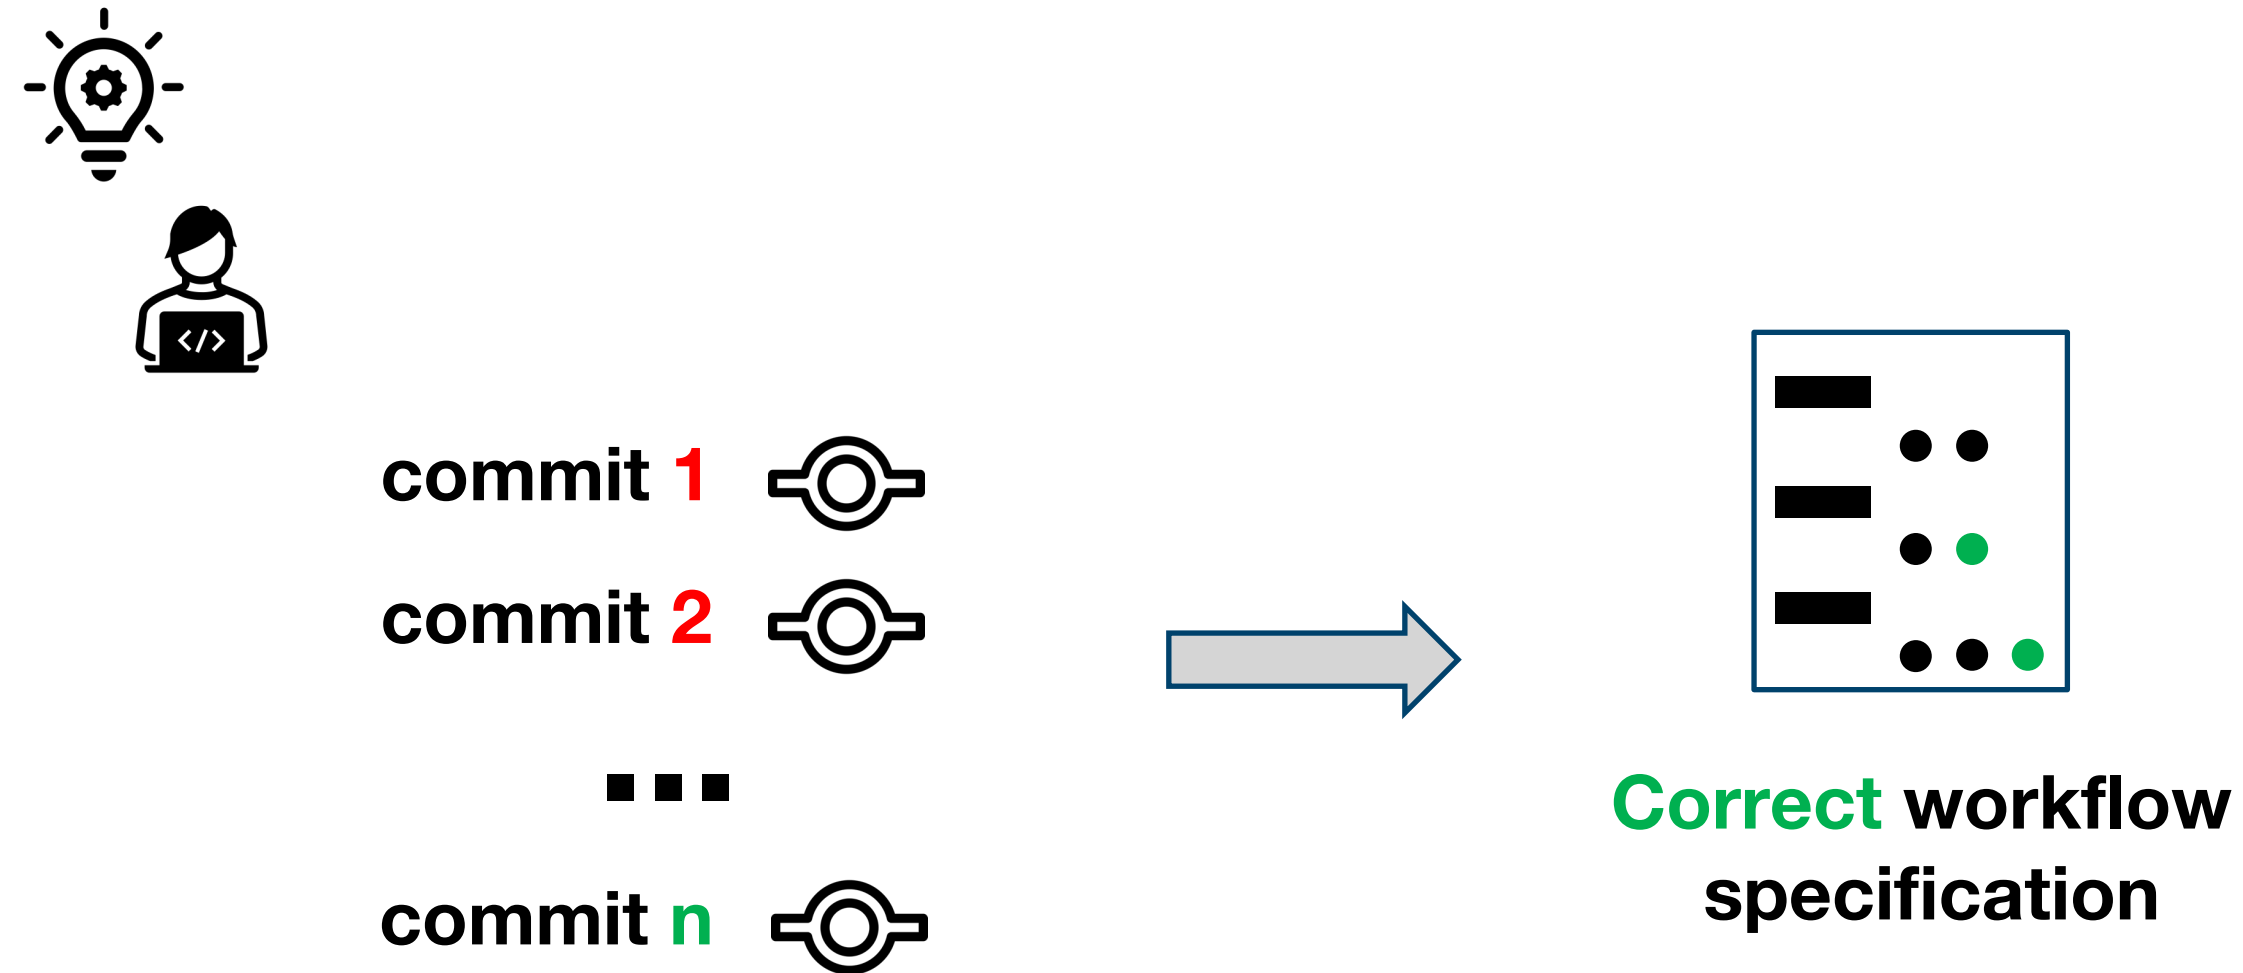 </>
commit 1
commit 2
...
commit n
Correct workflow
specification